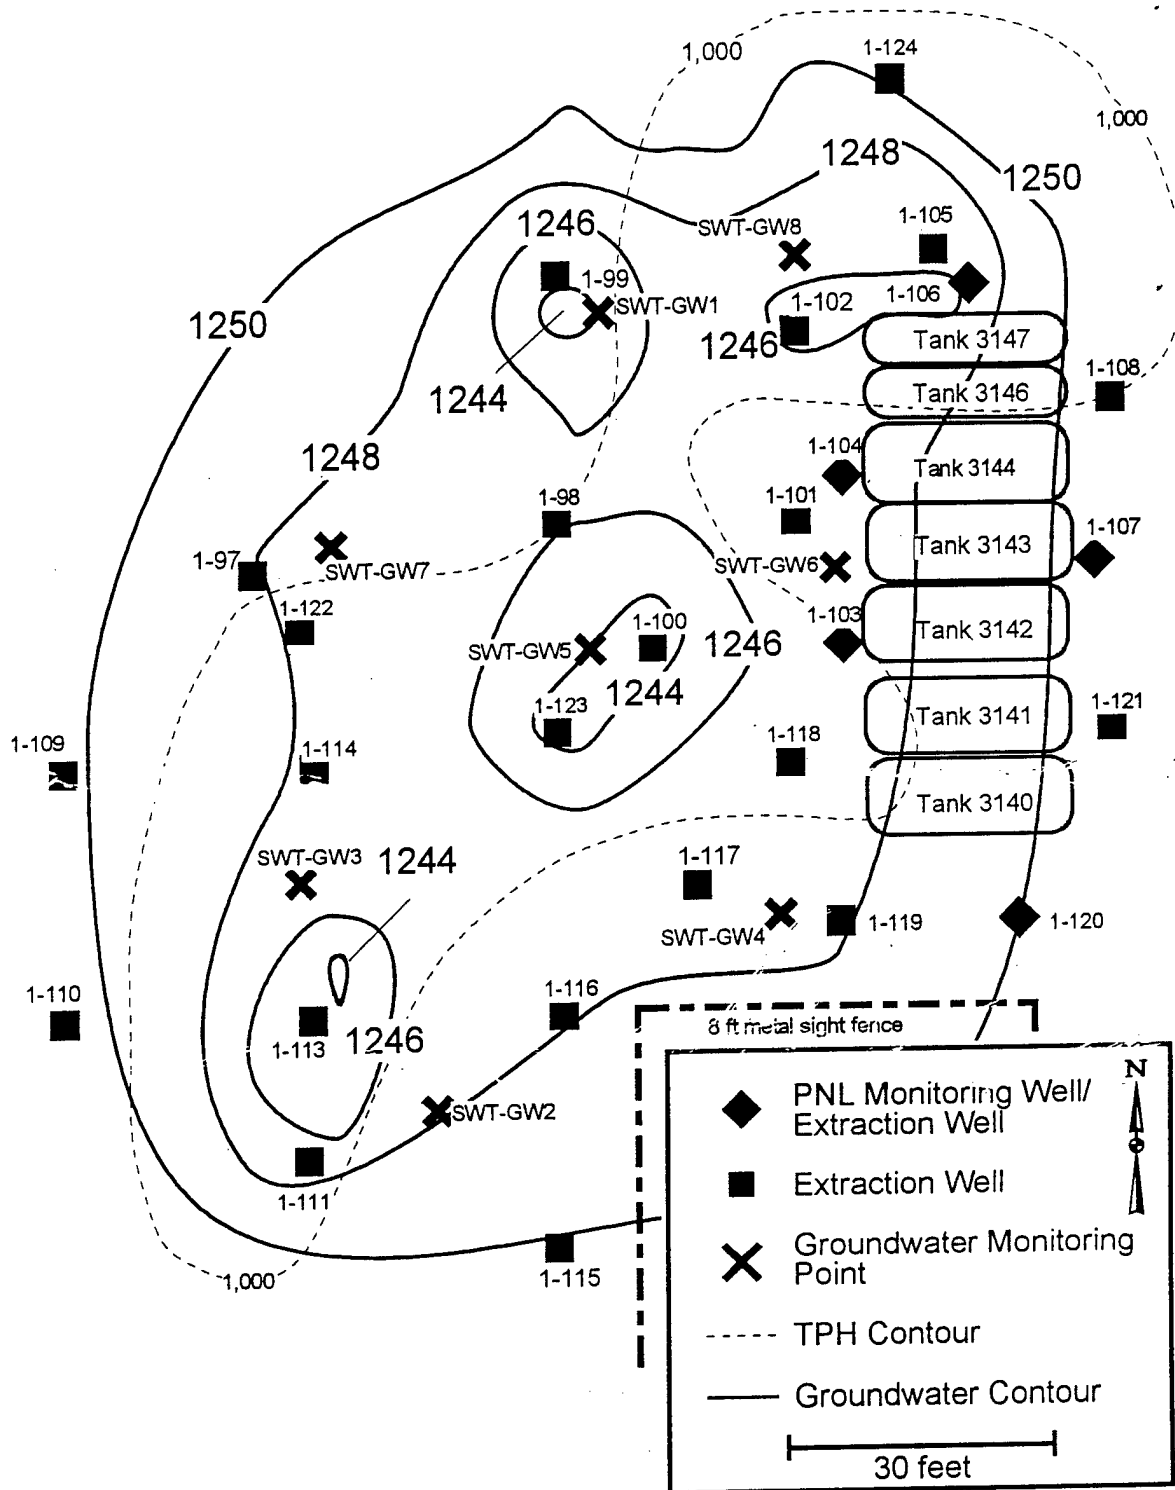 1-124
1,000
1,000
1248
1250
1246
SWT-GW8
1-105
1-99
SWT-GW1
1-102
1-106
1250
1246
Tank 3147
1244
Tank 3146
1-108
1248
1-104
Tank 3144
1-98
1-101
1-107
Tank 3143
1-97
SWT-GW7
SWT-GW6
1-122
1-103
1-100
Tank 3142
SWT-GW5
1246
1244
1-123
1-121
Tank 3141
1-109
1-114
1-118
Tank 3140
SWT-GW3
1244
1-117
SWT-GW4
1-119
1-120
1-110
1-116
1-113
1246
8 ft metal sight fence
SWT-GW2
1-111
1-115
1,000
N
PNL Monitoring Well/
Extraction Well
Extraction Well
Groundwater Monitoring
Point
TPH Contour
Groundwater Contour
30 feet